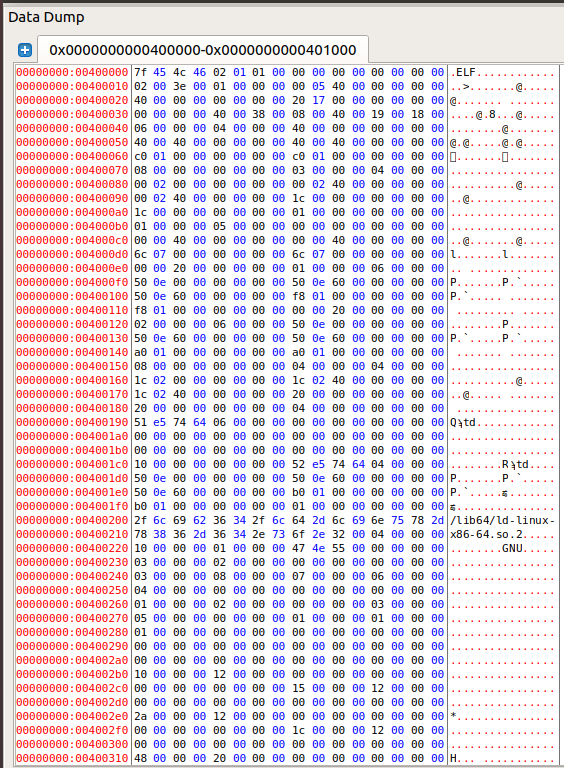 Data Dump
0x0000000000400000-0x0000000000401000
00000000:00400000 7f 45 4c 46 02 01 01 00 00 00 00 00 00 00 00 00 .ELF............
00000000:00400010 02 00 3e 00 01 00 00 00 00 05 40 00 00 00 00 00 ..>.......@.....
00000000:00400020 40 00 00 00 00 00 00 00 20 17 00 00 00 00 00 00 @....... .......
00000000:00400030 00 00 00 00 40 00 38 00 08 00 40 00 19 00 18 00 ....@.8...@.....
00000000:00400040 06 00 00 00 04 00 00 00 40 00 00 00 00 00 00 00 ........@.......
00000000:00400050 40 00 40 00 00 00 00 00 40 00 40 00 00 00 00 00 @.@.....@.@.....
00000000:00400060 c0 01 00 00 00 00 00 00 c0 01 00 00 00 00 00 00 ....... .......
00000000:00400070 08 00 00 00 00 00 00 00 03 00 00 00 04 00 00 00 ................
00000000:00400080 00 02 00 00 00 00 00 00 00 02 40 00 00 00 00 00 ..........@.....
00000000:00400090 00 02 40 00 00 00 00 00 1c 00 00 00 00 00 00 00 ..@.............
00000000:004000a0 1c 00 00 00 00 00 00 00 01 00 00 00 00 00 00 00 ................
00000000:004000b0 01 00 00 00 05 00 00 00 00 00 00 00 00 00 00 00 ................
00000000:004000c0 00 00 40 00 00 00 00 00 00 00 40 00 00 00 00 00 ..@.......@.....
00000000:004000d0 6c 07 00 00 00 00 00 00 6c 07 00 00 00 00 00 00 l.......l.......
00000000:004000e0 00 00 20 00 00 00 00 00 01 00 00 00 06 00 00 00 .. .............
00000000:004000f0 50 0e 00 00 00 00 00 00 50 0e 60 00 00 00 00 00 P.......P.`.....
00000000:00400100 50 0e 60 00 00 00 00 00 f8 01 00 00 00 00 00 00 P.`..... .......
00000000:00400110 f8 01 00 00 00 00 00 00 00 00 20 00 00 00 00 00 ......... .....
00000000:00400120 02 00 00 00 06 00 00 00 50 0e 00 00 00 00 00 00 ........P.......
00000000:00400130 50 0e 60 00 00 00 00 00 50 0e 60 00 00 00 00 00 P.`.....P.`.....
00000000:00400140 a0 01 00 00 00 00 00 00 a0 01 00 00 00 00 00 00 ....... .......
00000000:00400150 08 00 00 00 00 00 00 00 04 00 00 00 04 00 00 00 ................
00000000:00400160 1c 02 00 00 00 00 00 00 1c 02 40 00 00 00 00 00 ..........@.....
00000000:00400170 1c 02 40 00 00 00 00 00 20 00 00 00 00 00 00 00 ..@..... .......
00000000:00400180 20 00 00 00 00 00 00 00 04 00 00 00 00 00 00 00 ...............
00000000:00400190 51 e5 74 64 06 00 00 00 00 00 00 00 00 00 00 00 Q td............
00000000:004001a0 00 00 00 00 00 00 00 00 00 00 00 00 00 00 00 00 ................
00000000:004001b0 00 00 00 00 00 00 00 00 00 00 00 00 00 00 00 00 ................
00000000:004001c0 10 00 00 00 00 00 00 00 52 e5 74 64 04 00 00 00 ........R td....
00000000:004001d0 50 0e 00 00 00 00 00 00 50 0e 60 00 00 00 00 00 P.......P.`.....
00000000:004001e0 50 0e 60 00 00 00 00 00 b0 01 00 00 00 00 00 00 P.`..... .......
00000000:004001f0 b0 01 00 00 00 00 00 00 01 00 00 00 00 00 00 00 ...............
00000000:00400200 2f 6c 69 62 36 34 2f 6c 64 2d 6c 69 6e 75 78 2d /lib64/ld-linux-
00000000:00400210 78 38 36 2d 36 34 2e 73 6f 2e 32 00 04 00 00 00 x86-64.so.2.....
00000000:00400220 10 00 00 00 01 00 00 00 47 4e 55 00 00 00 00 00 ........GNU.....
00000000:00400230 03 00 00 00 02 00 00 00 00 00 00 00 00 00 00 00 ................
00000000:00400240 03 00 00 00 08 00 00 00 07 00 00 00 06 00 00 00 ................
00000000:00400250 04 00 00 00 00 00 00 00 00 00 00 00 00 00 00 00 ................
00000000:00400260 01 00 00 00 02 00 00 00 00 00 00 00 03 00 00 00 ................
00000000:00400270 05 00 00 00 00 00 00 00 01 00 00 00 01 00 00 00 ................
00000000:00400280 01 00 00 00 00 00 00 00 00 00 00 00 00 00 00 00 ................
00000000:00400290 00 00 00 00 00 00 00 00 00 00 00 00 00 00 00 00 ................
00000000:004002a0 00 00 00 00 00 00 00 00 00 00 00 00 00 00 00 00 ................
00000000:004002b0 10 00 00 00 12 00 00 00 00 00 00 00 00 00 00 00 ................
00000000:004002c0 00 00 00 00 00 00 00 00 15 00 00 00 12 00 00 00 ................
00000000:004002d0 00 00 00 00 00 00 00 00 00 00 00 00 00 00 00 00 ................
00000000:004002e0 2a 00 00 00 12 00 00 00 00 00 00 00 00 00 00 00 *...............
00000000:004002f0 00 00 00 00 00 00 00 00 1c 00 00 00 12 00 00 00 ................
00000000:00400300 00 00 00 00 00 00 00 00 00 00 00 00 00 00 00 00 ................
00000000:00400310 48 00 00 00 20 00 00 00 00 00 00 00 00 00 00 00 H... ...........